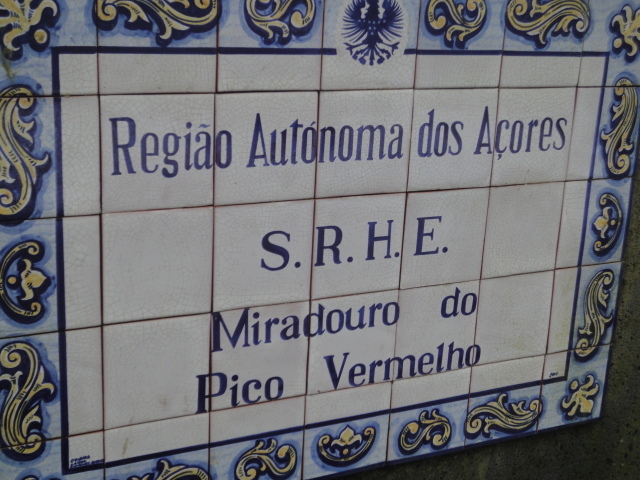 Região Autónoma dos Açores
S.R.H.E.
Miradouro do
Pico Vermelho